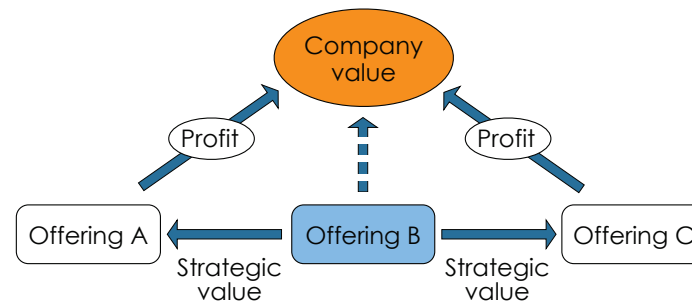 Company
value
Profit
Profit
Offering A
Offering B
Offering C
Strategic
value
Strategic
value